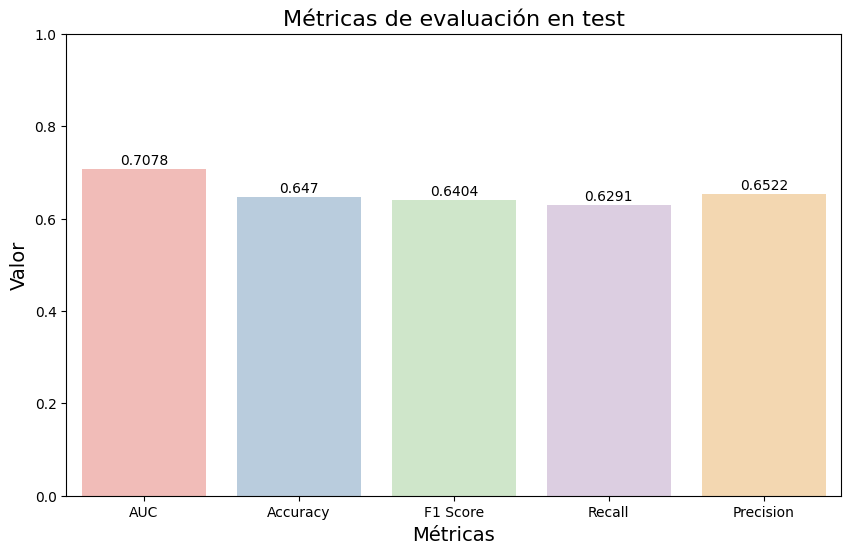 Métricas de evaluación en test
1.0
0.8
0.6
0.4
0.2
0.0
Valor
0.7078
0.647
0.6404
0.6291
0.6522
AUC
Accuracy
F1 Score
Recall
Precision
Métricas